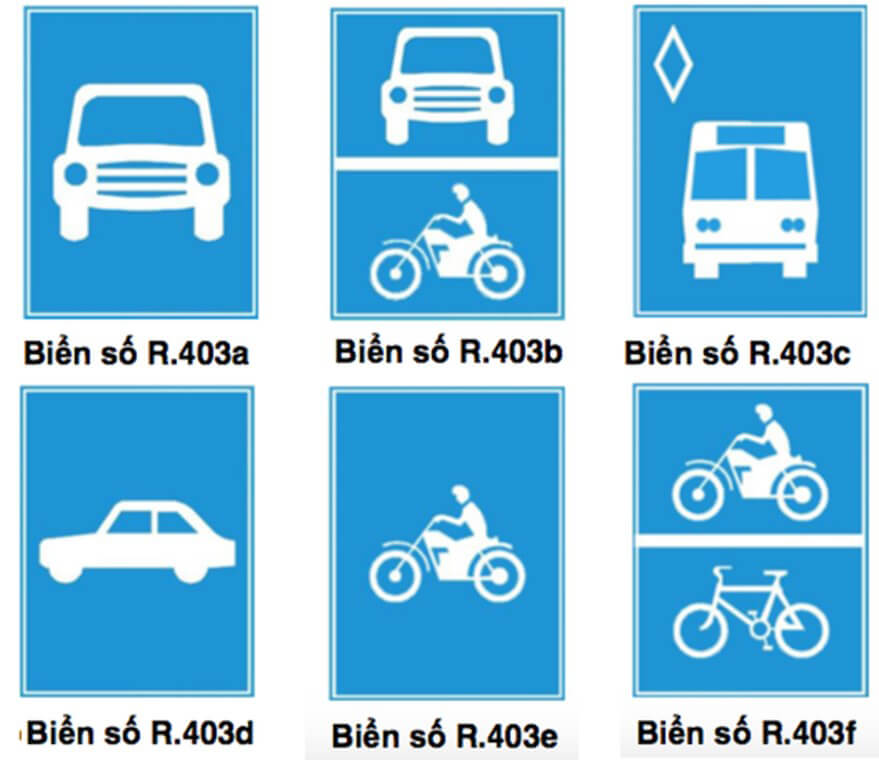 Biển số R.403a
Biển số R.403b
Biển số R.403c
Biển số R.403d
Biển số R.403e
Biển số R.403f